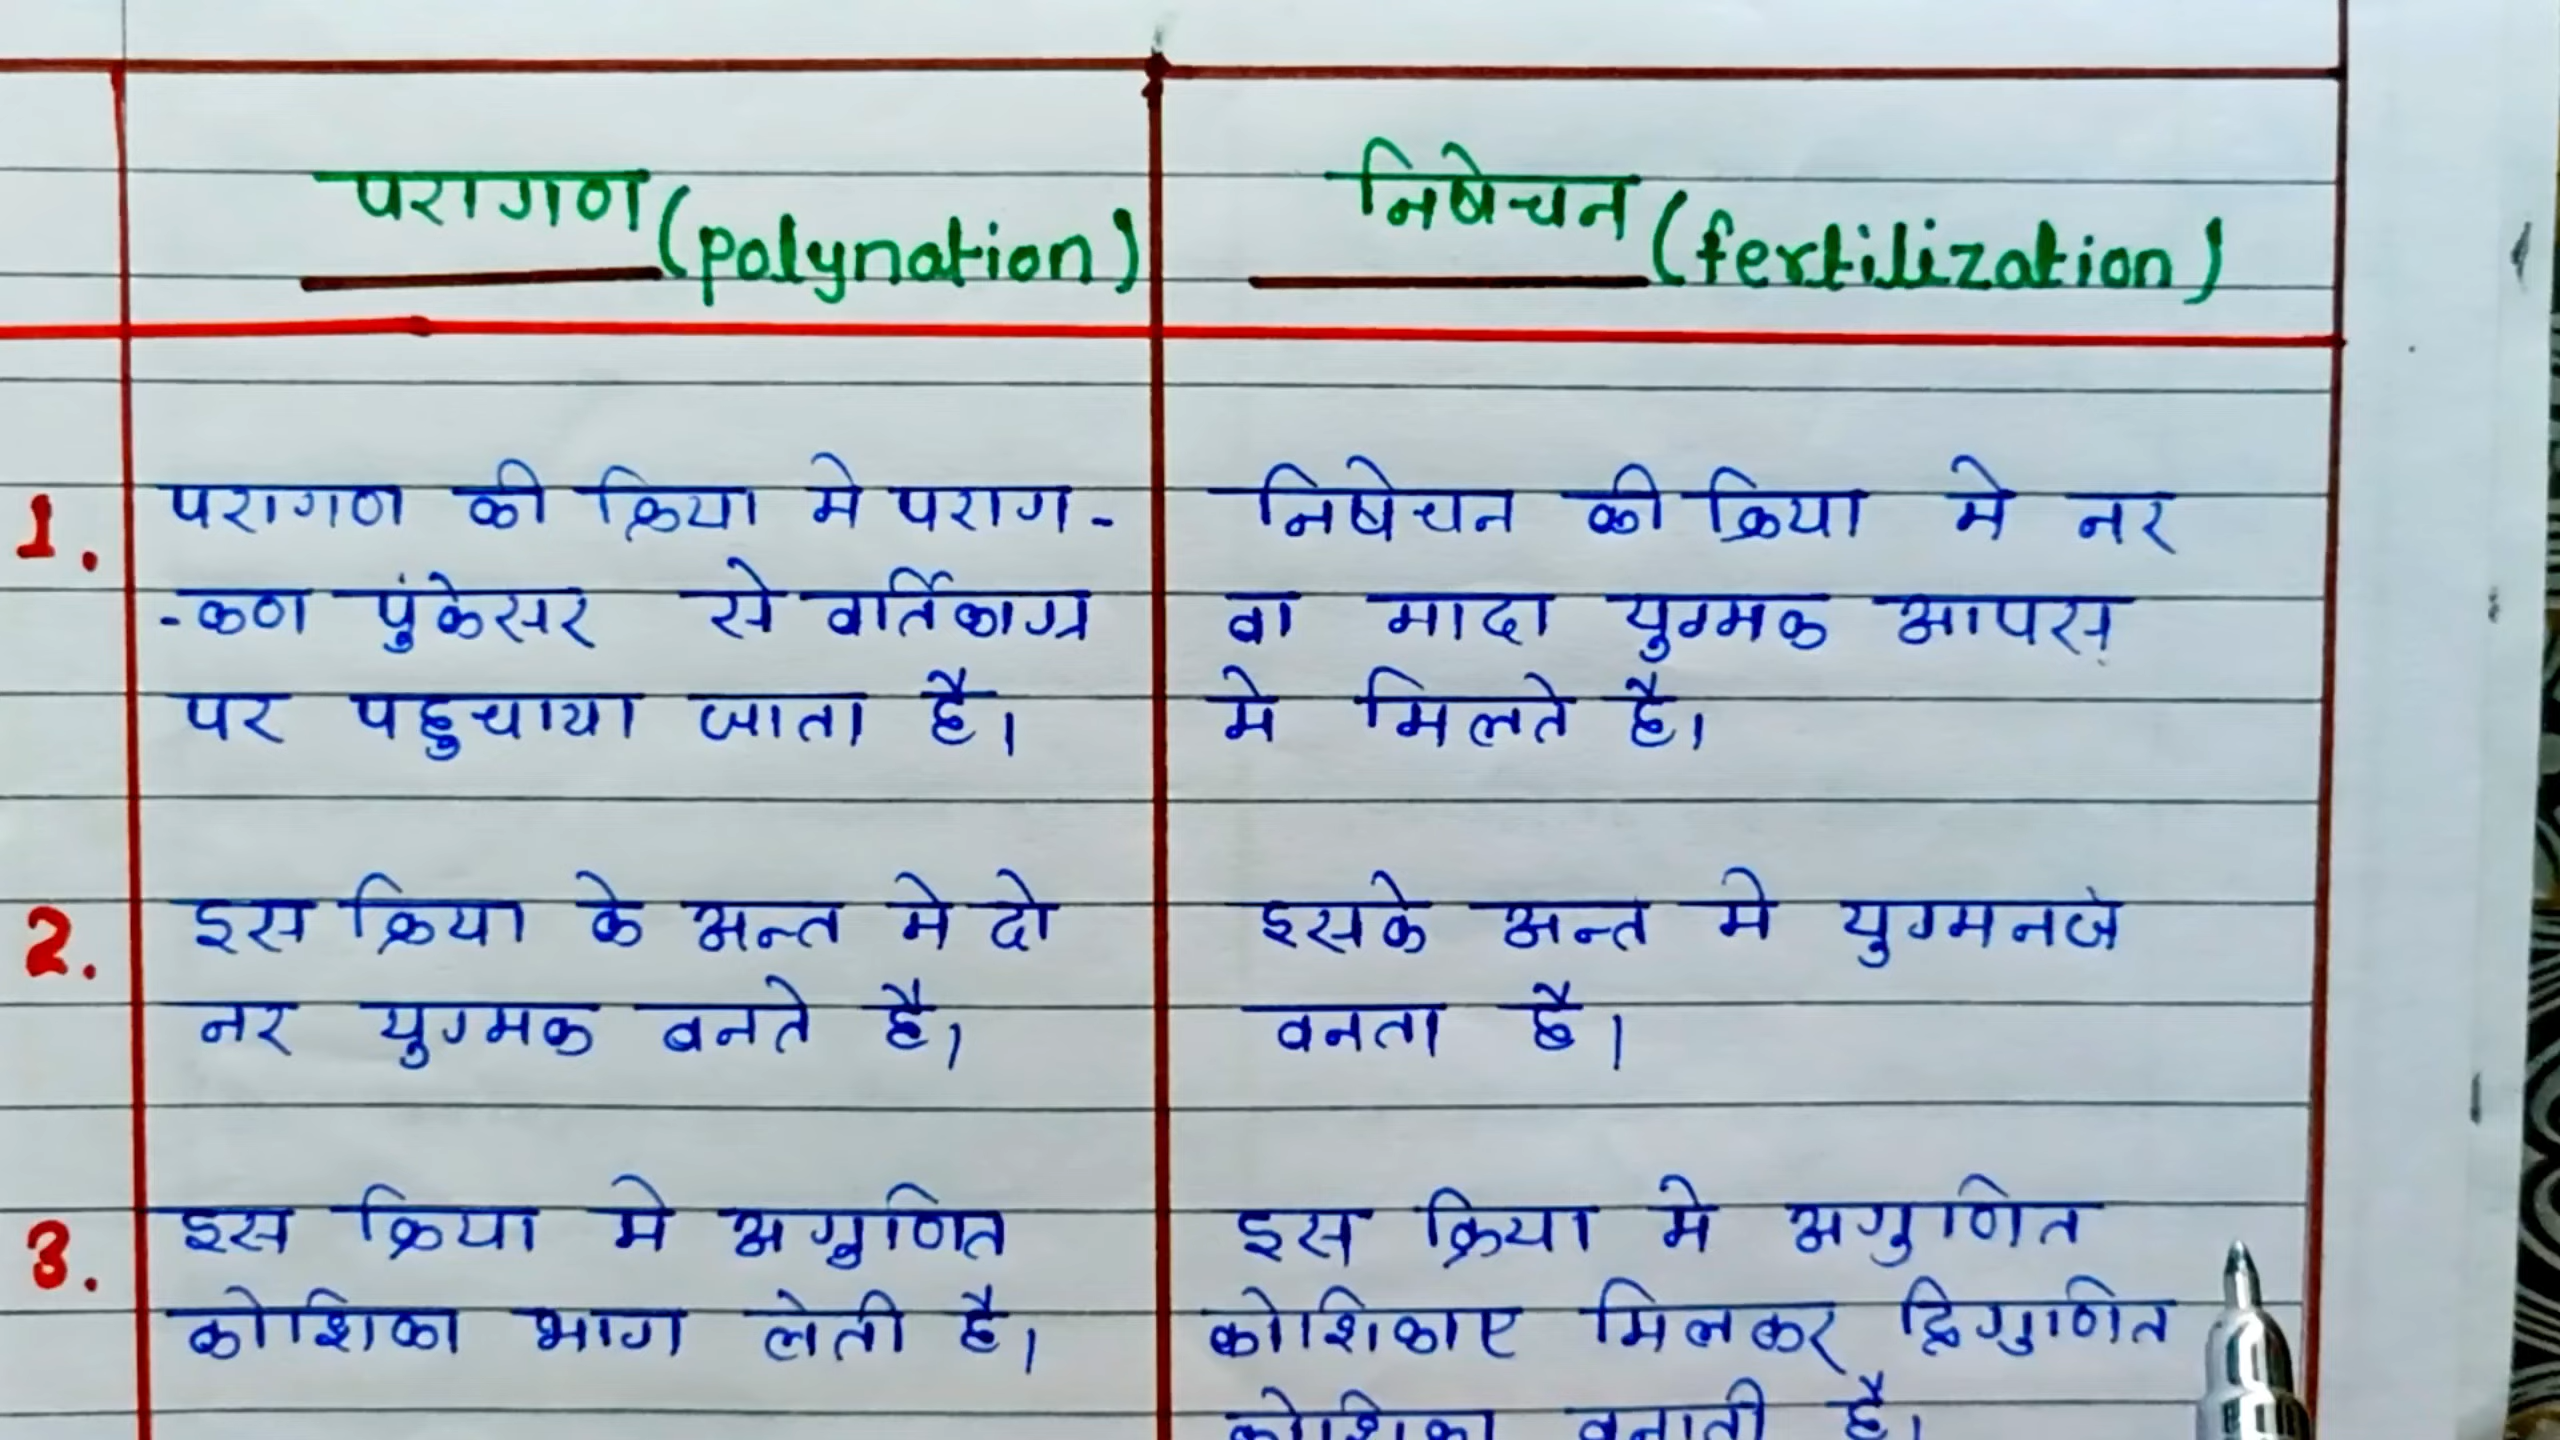 परागण (polynation)
निषेचन (fertilization)
1. परागण की क्रिया मे पराग-
-कण पुंकेसर से वर्तिकाग्र
पर पहुचाया जाता है।
निषेचन की क्रिया मे नर
वा मादा युग्मक आपस
मे मिलते है।
2. इस क्रिया के अन्त मे दो
नर युग्मक बनते है।
इसके अन्त मे युग्मनज
बनता है।
3. इस क्रिया मे अगुणित
कोशिका भाग लेती है।
इस क्रिया मे अगुणित
कोशिकाए मिलकर द्विगुणित
कोशिका बनाती है।